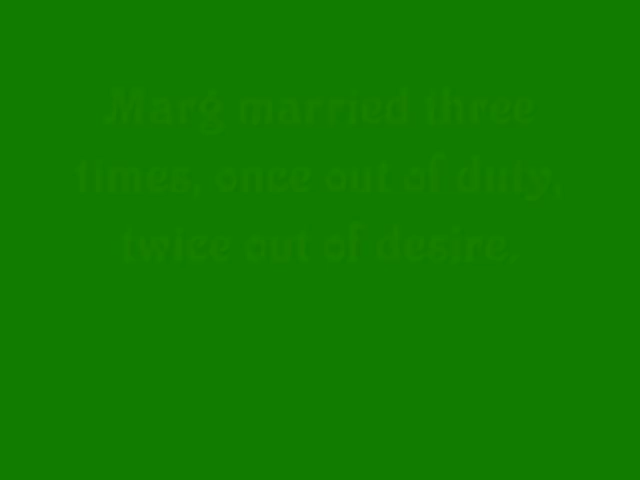 Marg married three
times, once out of duty,
twice out of desire.